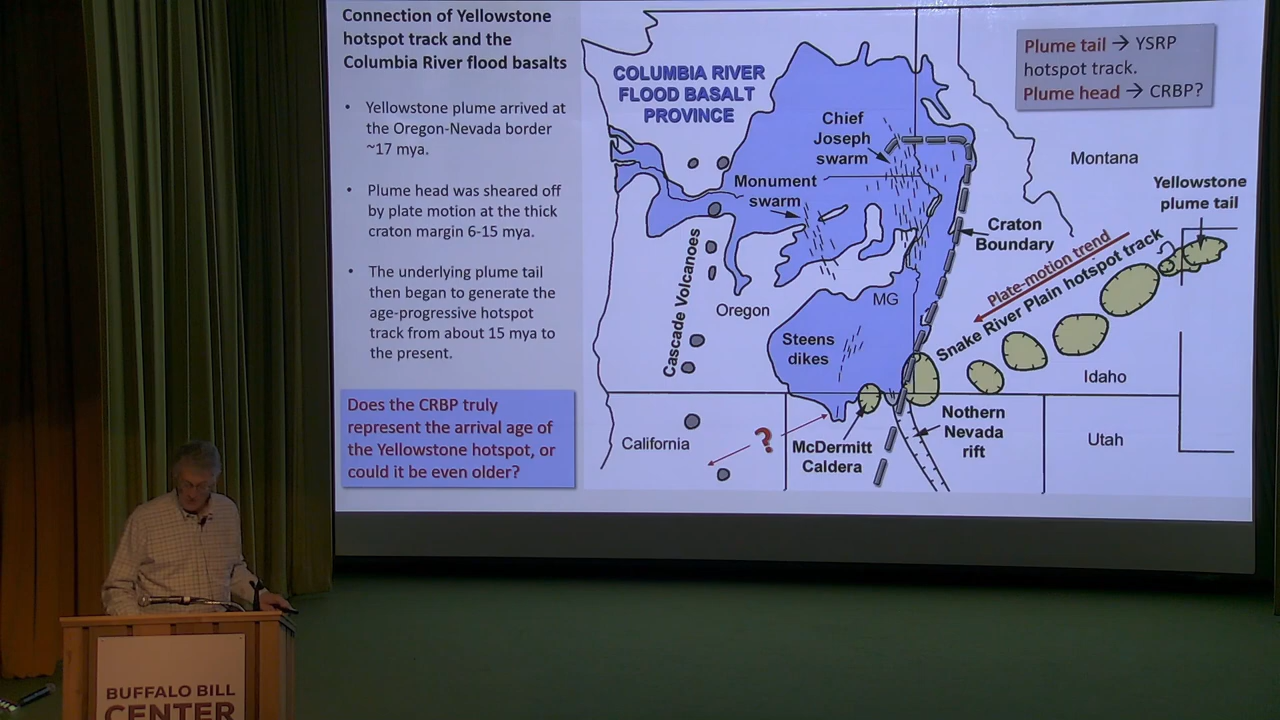 Connection of Yellowstone
hotspot track and the
Columbia River flood basalts
• Yellowstone plume arrived at
the Oregon-Nevada border
~17 mya.
• Plume head was sheared off
by plate motion at the thick
craton margin 6-15 mya.
• The underlying plume tail
then began to generate the
age-progressive hotspot
track from about 15 mya to
the present.
Does the CRBP truly
represent the arrival age of
the Yellowstone hotspot, or
could it be even older?
COLUMBIA RIVER
FLOOD BASALT
PROVINCE
Plume tail → YSRP
hotspot track.
Plume head → CRBP?
Chief
Joseph
swarm
Monument
swarm
Montana
Yellowstone
plume tail
Craton
Boundary
Plate-motion trend
Snake River Plain hotspot track
Cascade Volcanoes
Oregon
MG
Steens
dikes
Idaho
Nothern
Nevada
rift
McDermitt
Caldera
California
?
Utah
BUFFALO BILL
CENTER